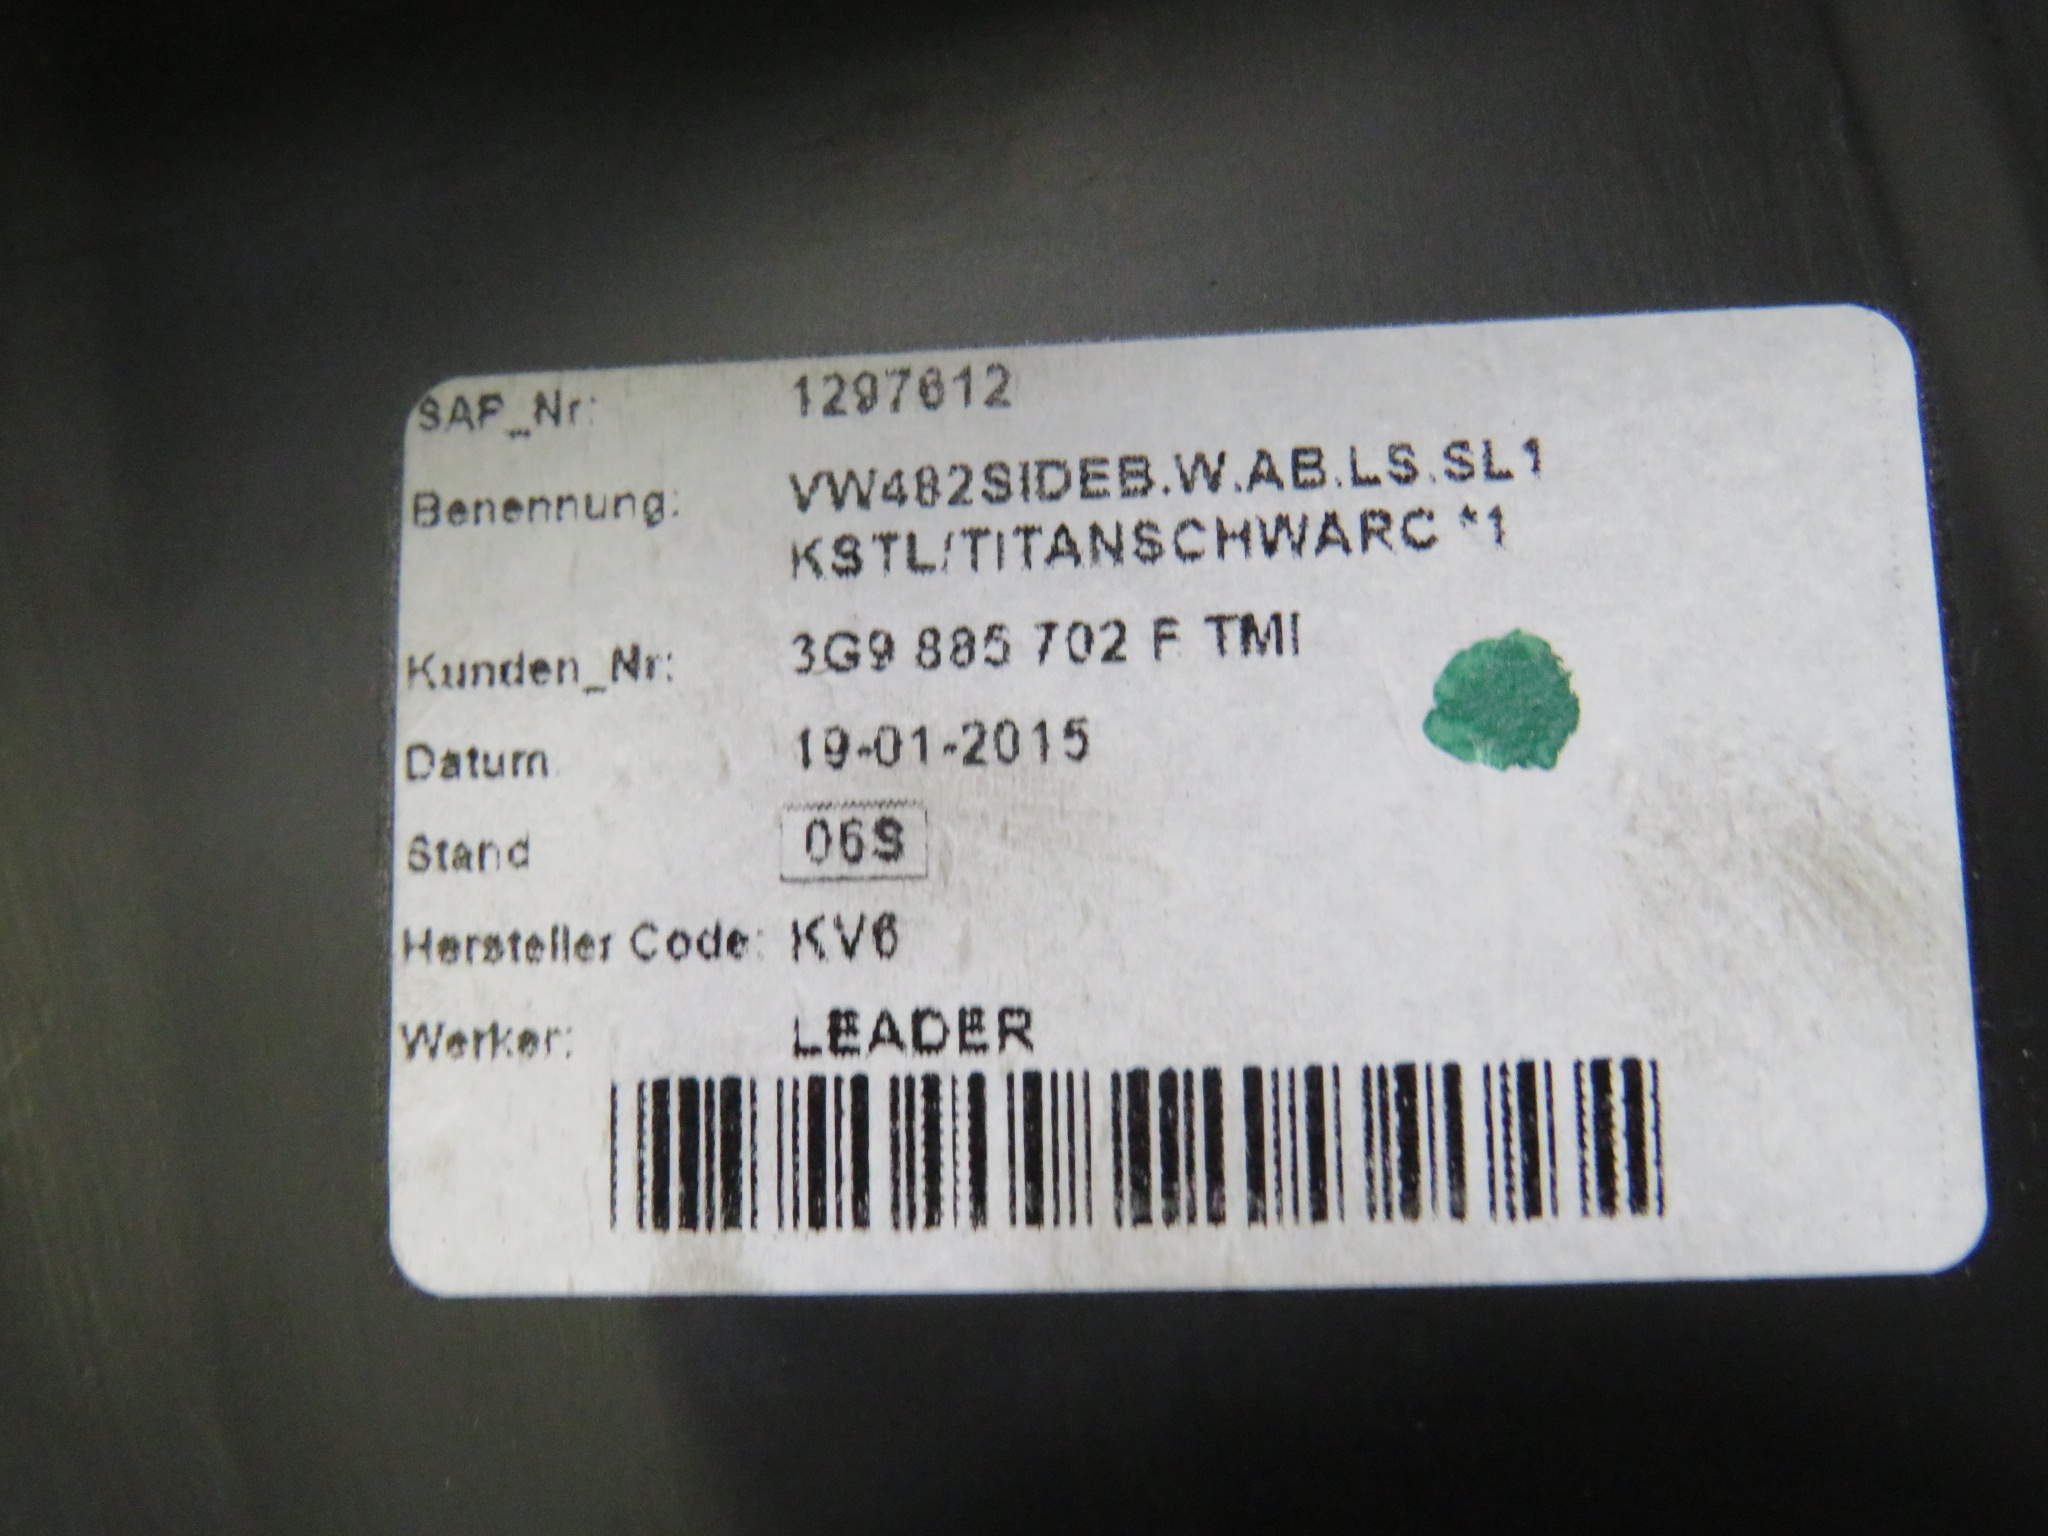 SAP_Nr: 1297612
Benennung: VW482SIDEB.W.AB.LS.SL1
KSTL/TITANSCHWARC *1
Kunden_Nr: 3G9 885 702 F TMI
Datum 19-01-2015
Stand 06S
Hersteller Code: KV6
Werker: LEADER